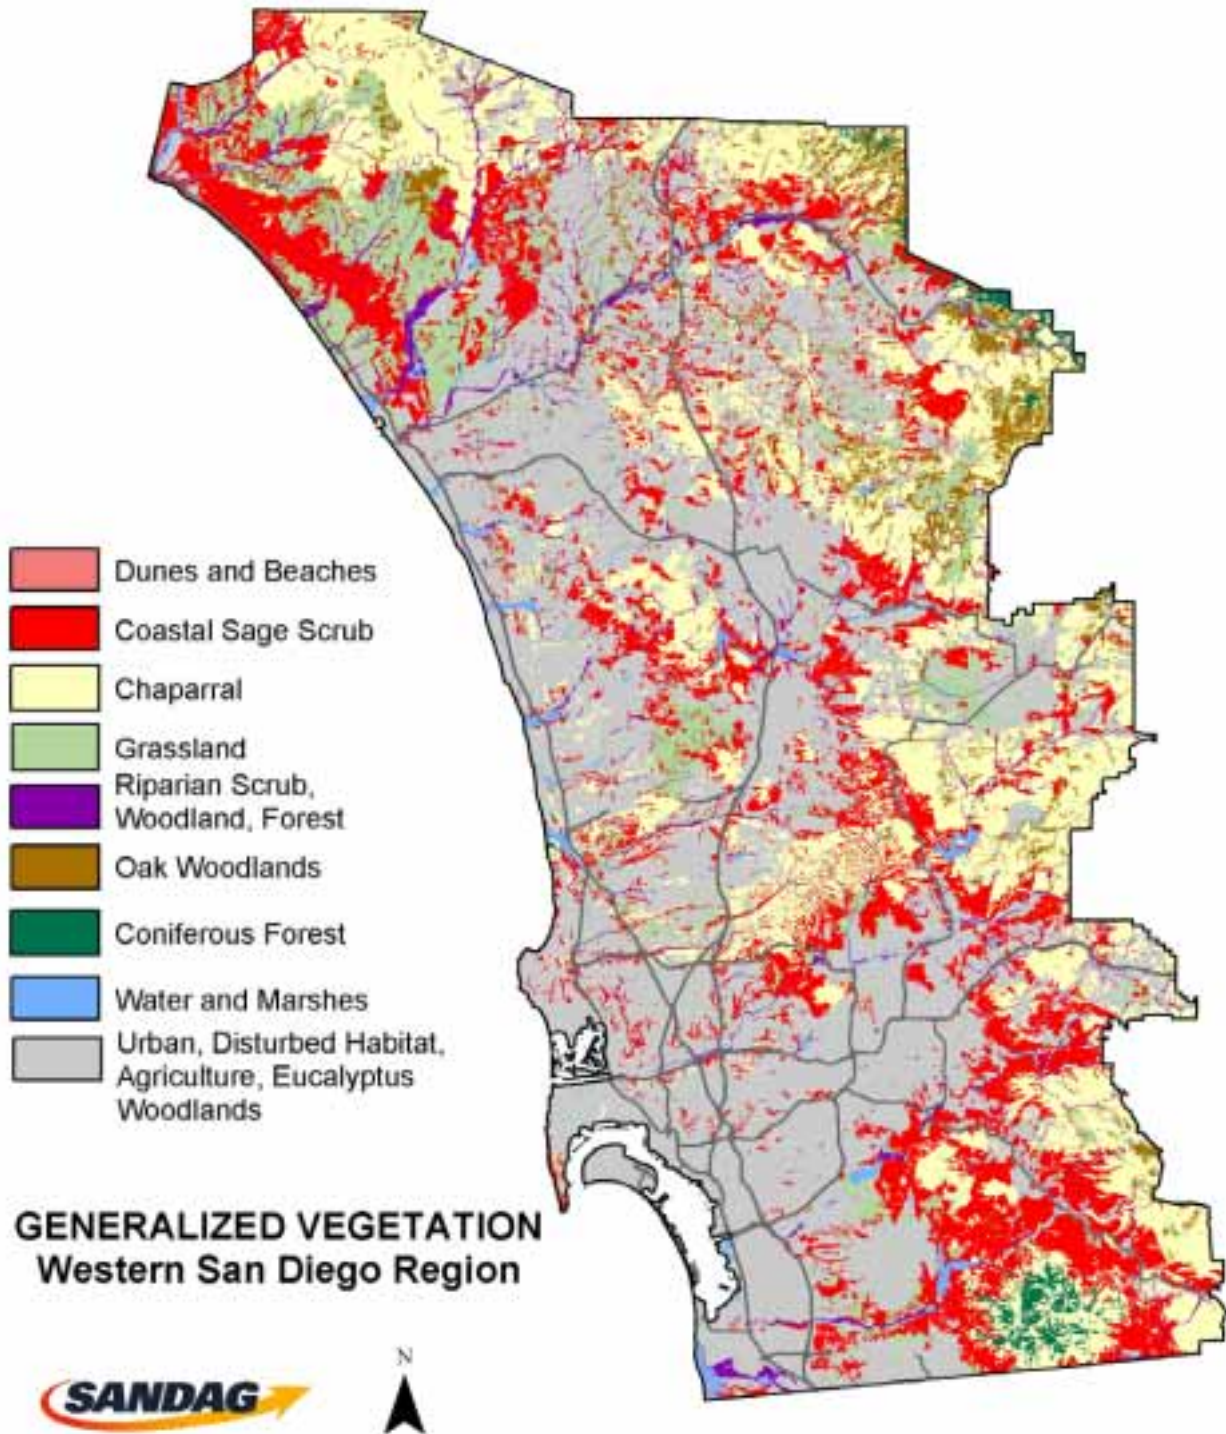 Dunes and Beaches
Coastal Sage Scrub
Chaparral
Grassland
Riparian Scrub,
Woodland, Forest
Oak Woodlands
Coniferous Forest
Water and Marshes
Urban, Disturbed Habitat,
Agriculture, Eucalyptus
Woodlands
GENERALIZED VEGETATION
Western San Diego Region
SANDAG
N